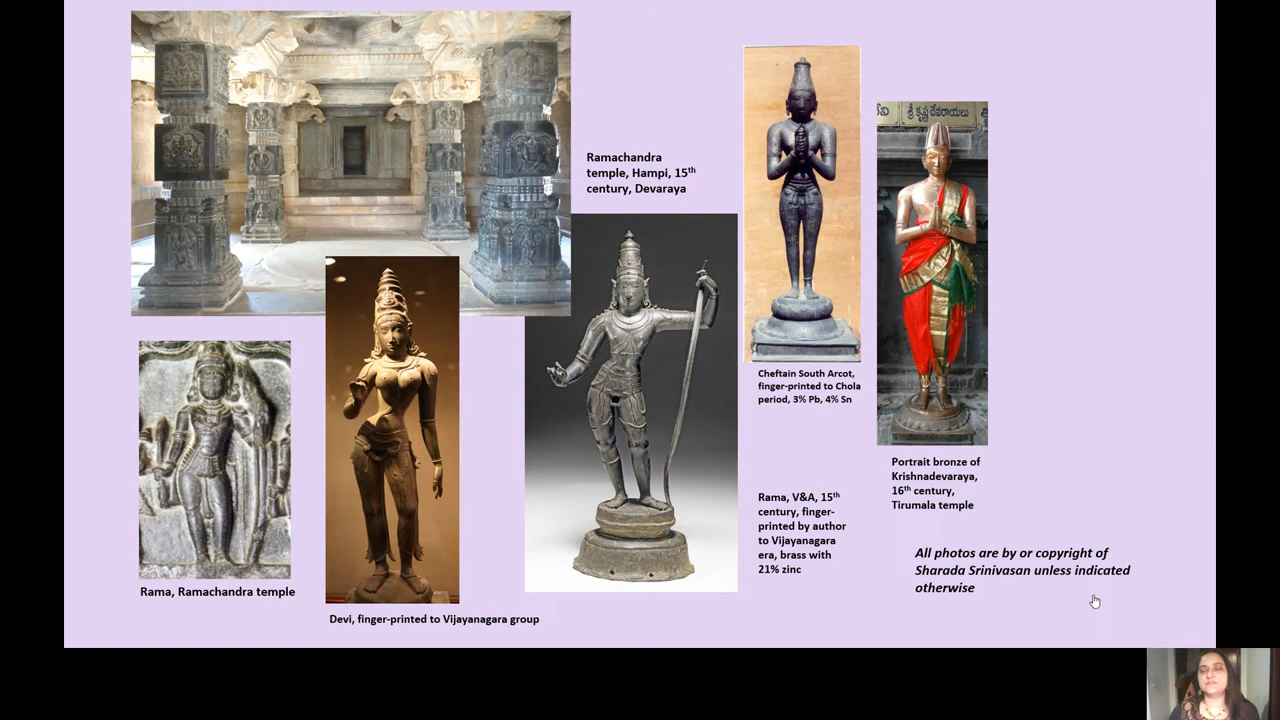 దేవి శ్రీ కృష్ణ దేవరాయలు
Ramachandra
temple, Hampi, 15th
century, Devaraya
Cheftain South Arcot,
finger-printed to Chola
period, 3% Pb, 4% Sn
Portrait bronze of
Krishnadevaraya,
16th century,
Tirumala temple
Rama, V&A, 15th
century, finger-
printed by author
to Vijayanagara
era, brass with
21% zinc
All photos are by or copyright of
Sharada Srinivasan unless indicated
otherwise
Rama, Ramachandra temple
Devi, finger-printed to Vijayanagara group